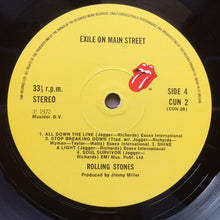 EXILE ON MAIN STREET
33⅓ r.p.m.
STEREO
SIDE 4
CUN 2
(CUN 2B)
℗ 1972
Musidor B.V.
1. ALL DOWN THE LINE (Jagger—Richards) Essex International
2. STOP BREAKING DOWN (Trad. arr. Jagger—Richards—
Wyman—Taylor—Watts) Essex International 3. SHINE
A LIGHT (Jagger—Richards) Essex International
4. SOUL SURVIVOR (Jagger—
Richards) EMI Mus. Publ. Ltd.
ROLLING STONES
Produced by Jimmy Miller